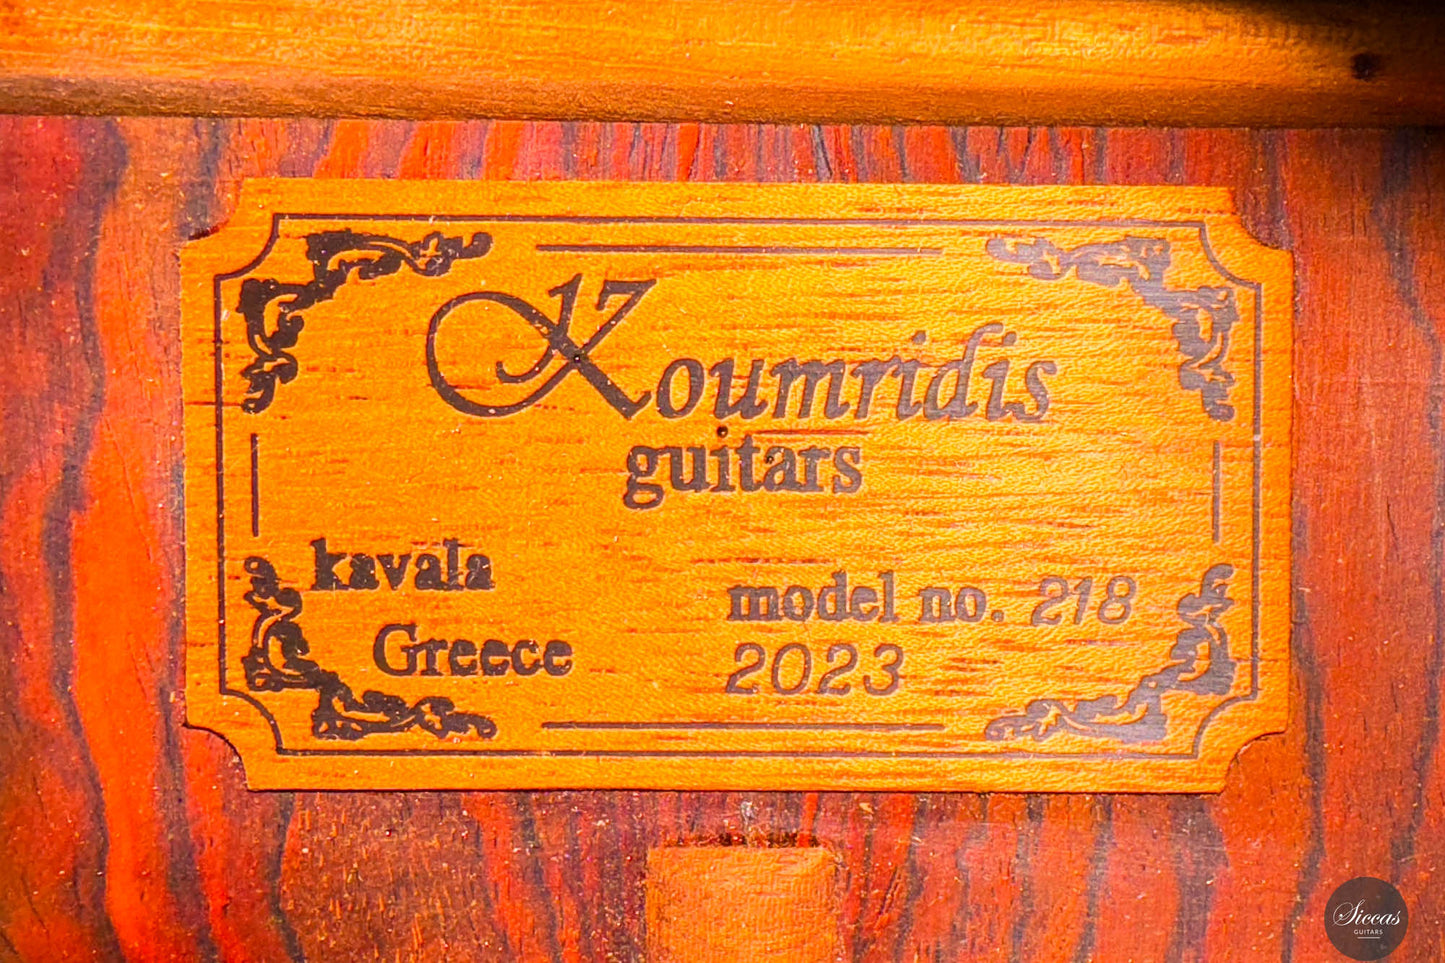 Koumridis
guitars
kavala
Greece
model no. 218
2023
Siccas
GUITARS